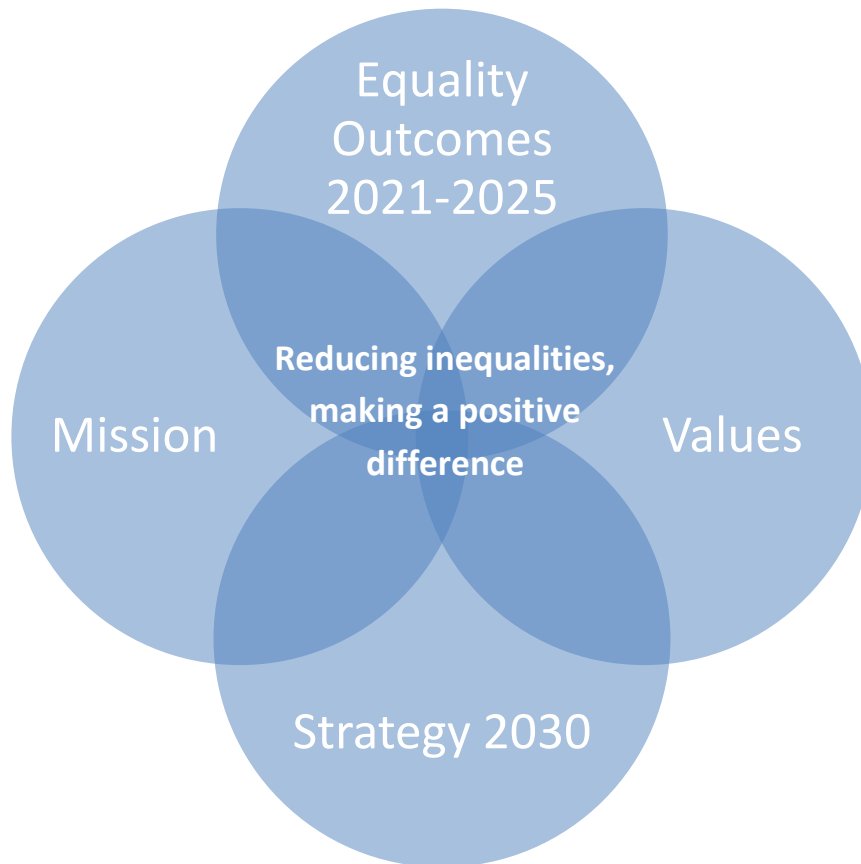 Equality
Outcomes
2021-2025
Reducing inequalities,
making a positive
difference
Mission
Values
Strategy 2030